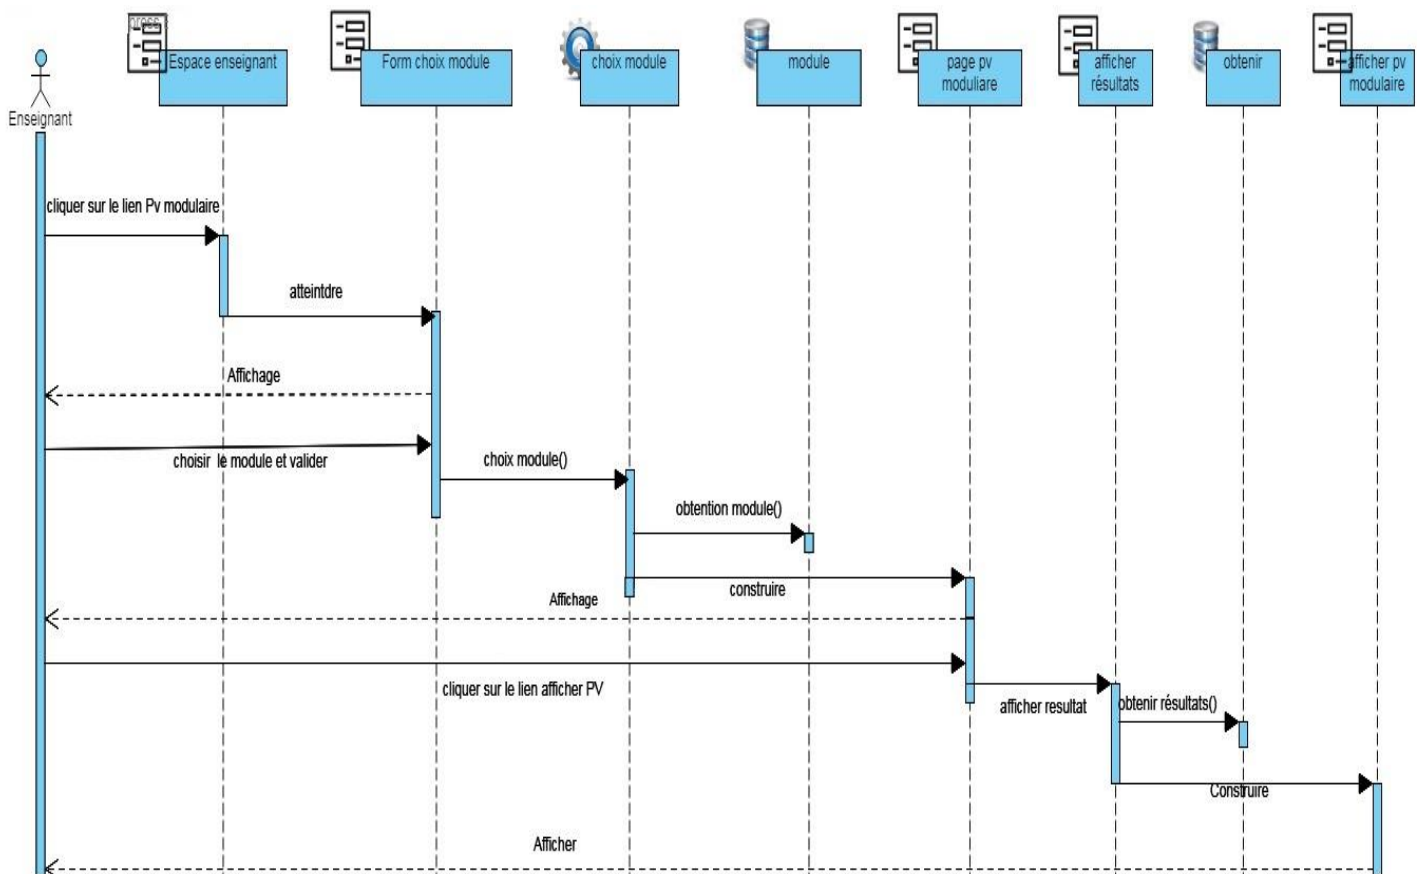 press
Espace enseignant
Form choix module
choix module
module
page pv
moduliare
afficher
résultats
obtenir
afficher pv
modulaire
Enseignant
cliquer sur le lien Pv modulaire
atteintdre
Affichage
choisir le module et valider
choix module()
obtention module()
construire
Affichage
cliquer sur le lien afficher PV
afficher resultat
obtenir résultats()
Construire
Afficher